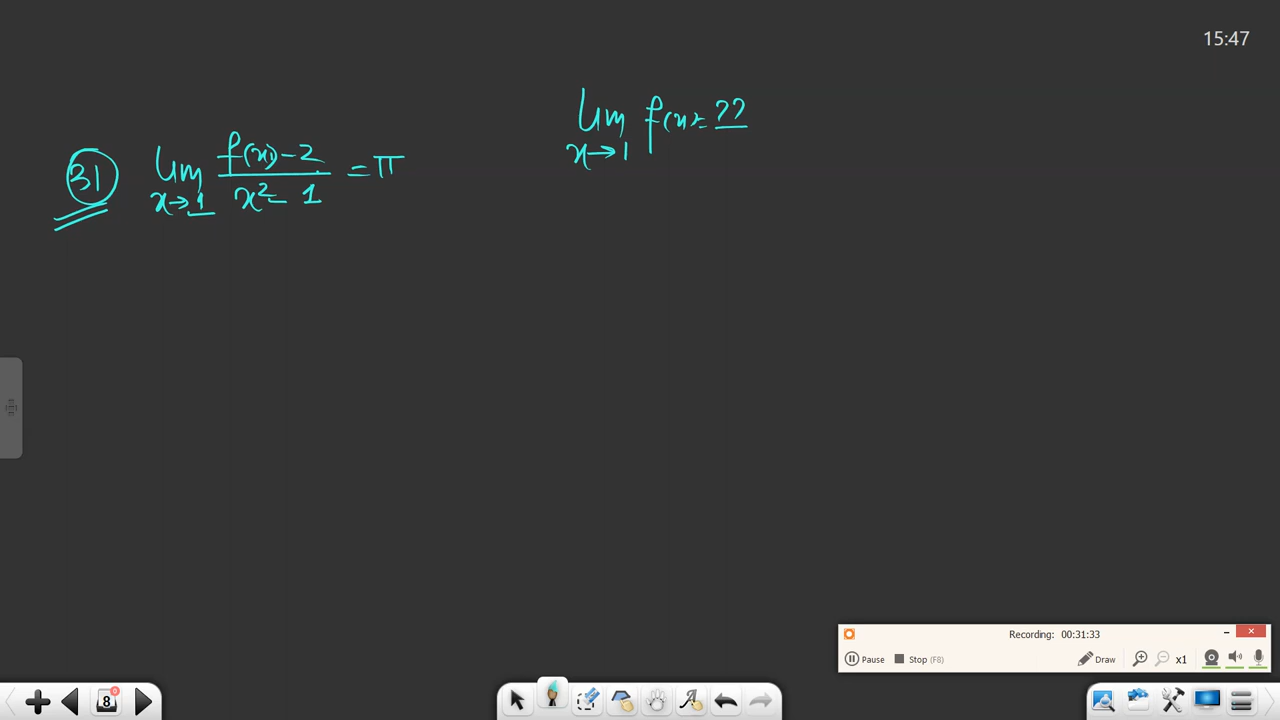 15:47
lim f(x) = ??
x→1
31 lim f(x)-2 = π
x→1 x²- 1
Recording: 00:31:33
Pause Stop (F8) Draw x1
8 0